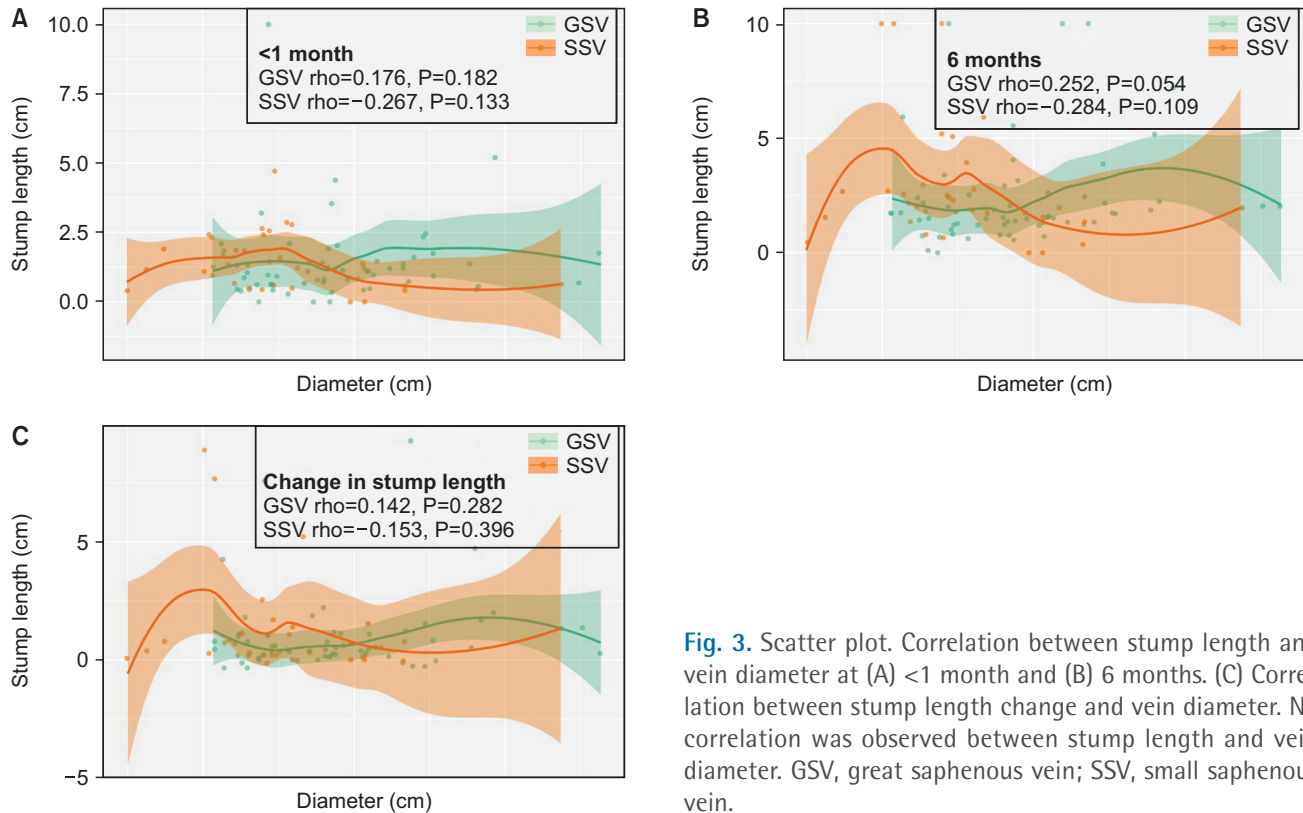 A
10.0
7.5
5.0
2.5
0.0
Stump length (cm)
GSV
SSV
<1 month
GSV rho=0.176, P=0.182
SSV rho=−0.267, P=0.133
Diameter (cm)
B
10
5
0
Stump length (cm)
GSV
SSV
6 months
GSV rho=0.252, P=0.054
SSV rho=−0.284, P=0.109
Diameter (cm)
C
5
0
−5
Stump length (cm)
GSV
SSV
Change in stump length
GSV rho=0.142, P=0.282
SSV rho=−0.153, P=0.396
Diameter (cm)
Fig. 3. Scatter plot. Correlation between stump length an
vein diameter at (A) <1 month and (B) 6 months. (C) Corre
lation between stump length change and vein diameter. N
correlation was observed between stump length and vei
diameter. GSV, great saphenous vein; SSV, small saphenou
vein.